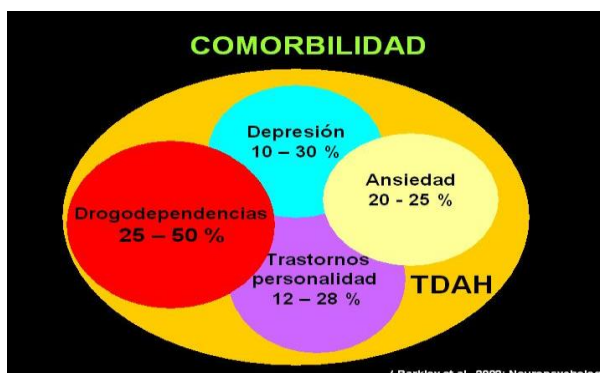 COMORBILIDAD
Depresión
10 – 30 %
Ansiedad
20 - 25 %
Drogodependencias
25 – 50 %
Trastornos
personalidad
12 – 28 %
TDAH